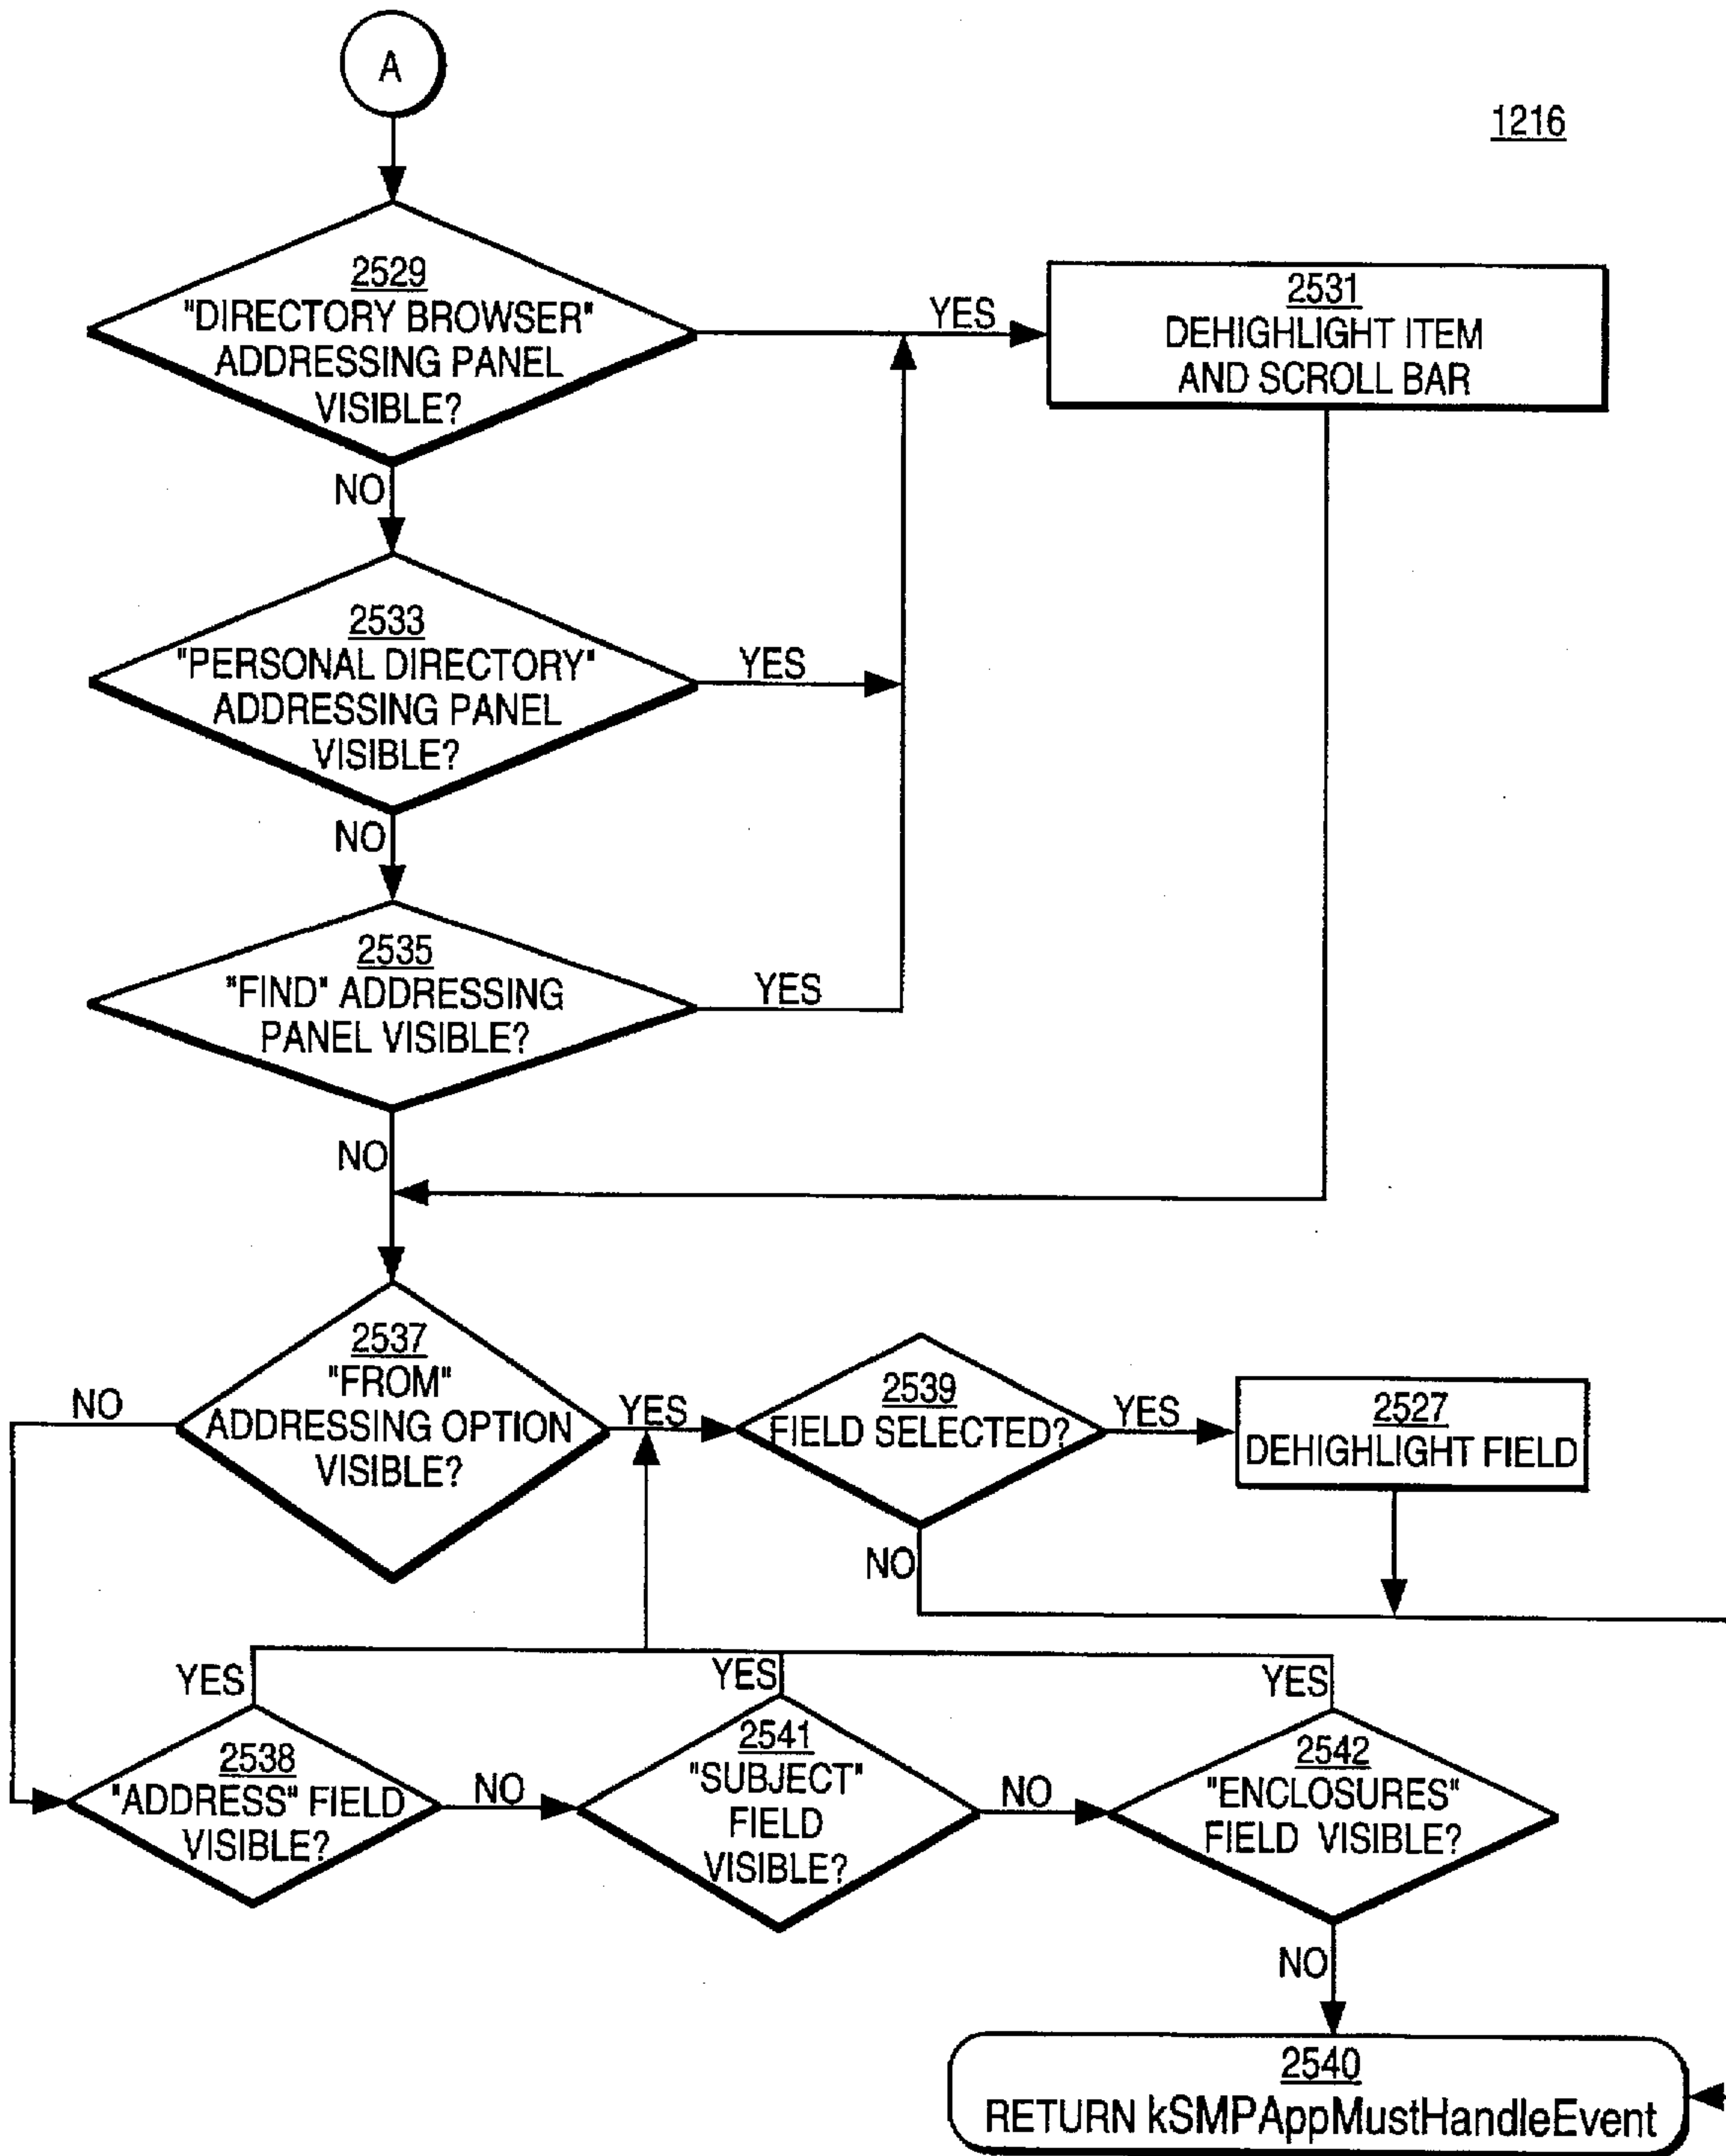 A
1216
2529
"DIRECTORY BROWSER"
ADDRESSING PANEL
VISIBLE?
YES
2531
DEHIGHLIGHT ITEM
AND SCROLL BAR
NO
2533
"PERSONAL DIRECTORY"
ADDRESSING PANEL
VISIBLE?
YES
NO
2535
"FIND" ADDRESSING
PANEL VISIBLE?
YES
NO
2537
"FROM"
ADDRESSING OPTION
VISIBLE?
NO
YES
2539
FIELD SELECTED?
YES
2527
DEHIGHLIGHT FIELD
NO
YES
2538
"ADDRESS" FIELD
VISIBLE?
NO
YES
2541
"SUBJECT"
FIELD
VISIBLE?
NO
YES
2542
"ENCLOSURES"
FIELD VISIBLE?
NO
2540
RETURN kSMPAppMustHandleEvent